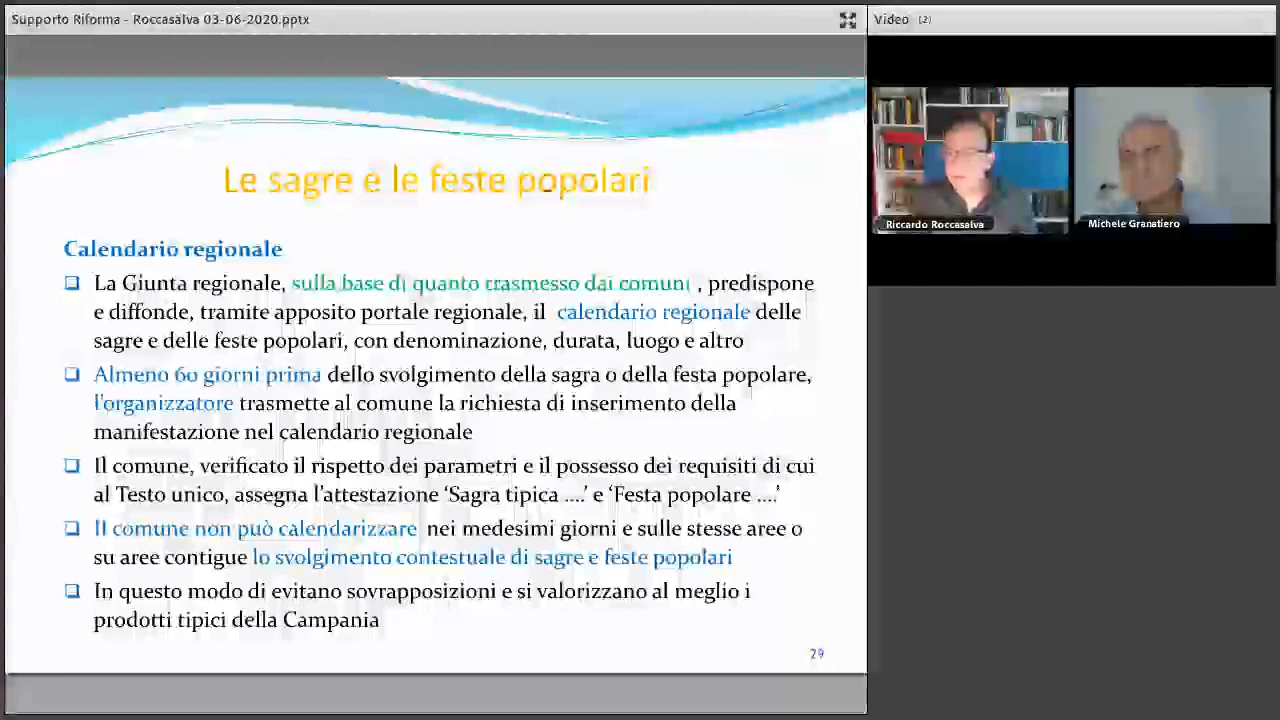 Supporto Riforma - Roccasalva 03-06-2020.pptx
Video (2)
Riccardo Roccasalva
Michele Granatiero
Le sagre e le feste popolari
Calendario regionale
La Giunta regionale, sulla base di quanto trasmesso dai comuni , predispone
e diffonde, tramite apposito portale regionale, il calendario regionale delle
sagre e delle feste popolari, con denominazione, durata, luogo e altro
Almeno 60 giorni prima dello svolgimento della sagra o della festa popolare,
l'organizzatore trasmette al comune la richiesta di inserimento della
manifestazione nel calendario regionale
Il comune, verificato il rispetto dei parametri e il possesso dei requisiti di cui
al Testo unico, assegna l'attestazione 'Sagra tipica ....' e 'Festa popolare ....'
Il comune non può calendarizzare nei medesimi giorni e sulle stesse aree o
su aree contigue lo svolgimento contestuale di sagre e feste popolari
In questo modo di evitano sovrapposizioni e si valorizzano al meglio i
prodotti tipici della Campania
29